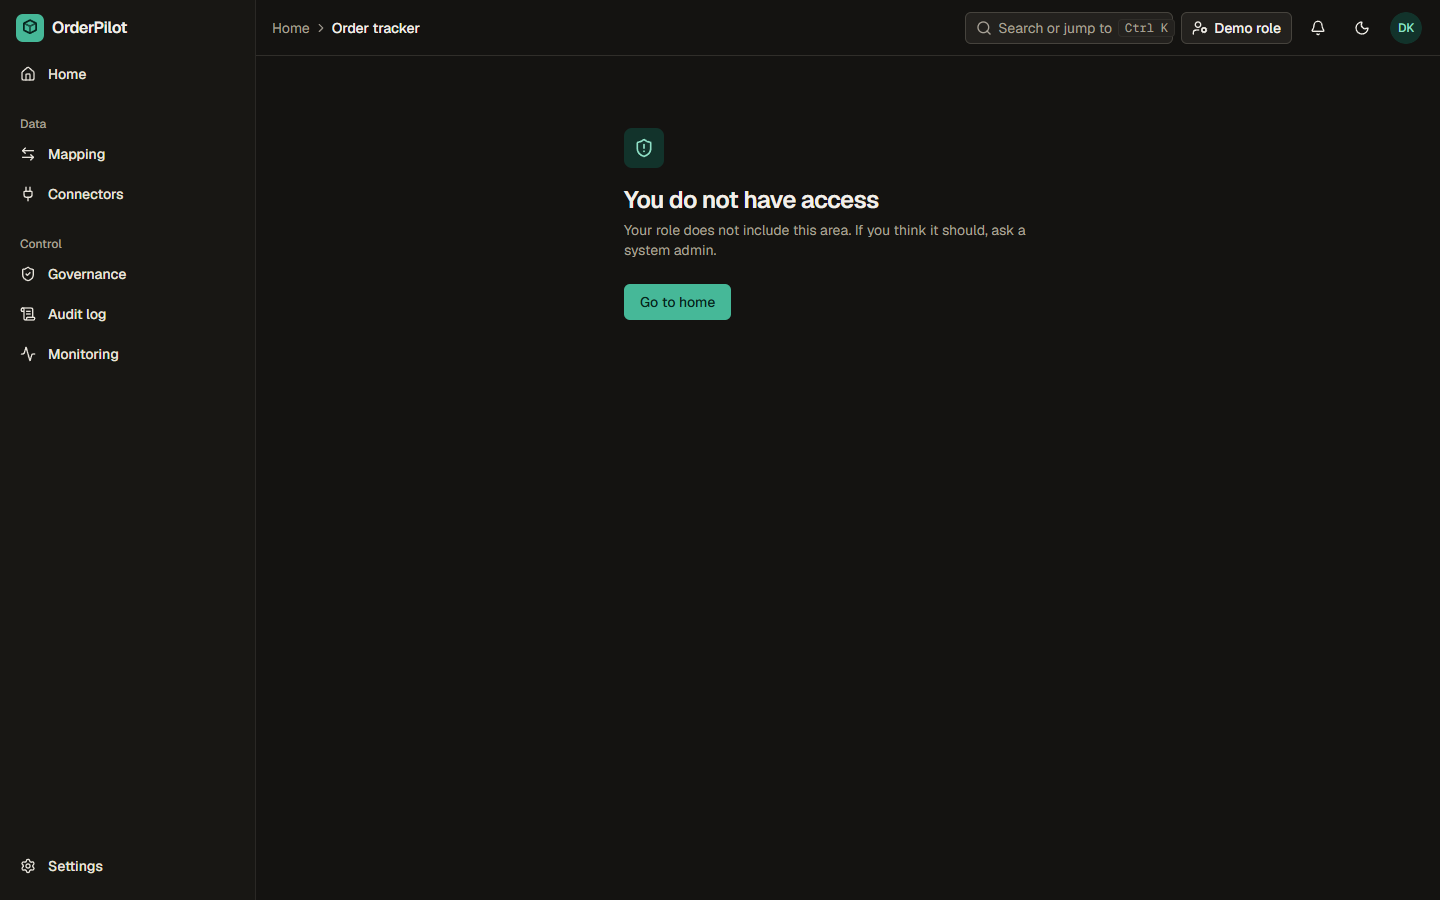 OrderPilot
Home
Data
Mapping
Connectors
Control
Governance
Audit log
Monitoring
Settings
Home > Order tracker
Search or jump to Ctrl K
Demo role
DK
You do not have access
Your role does not include this area. If you think it should, ask a
system admin.
Go to home